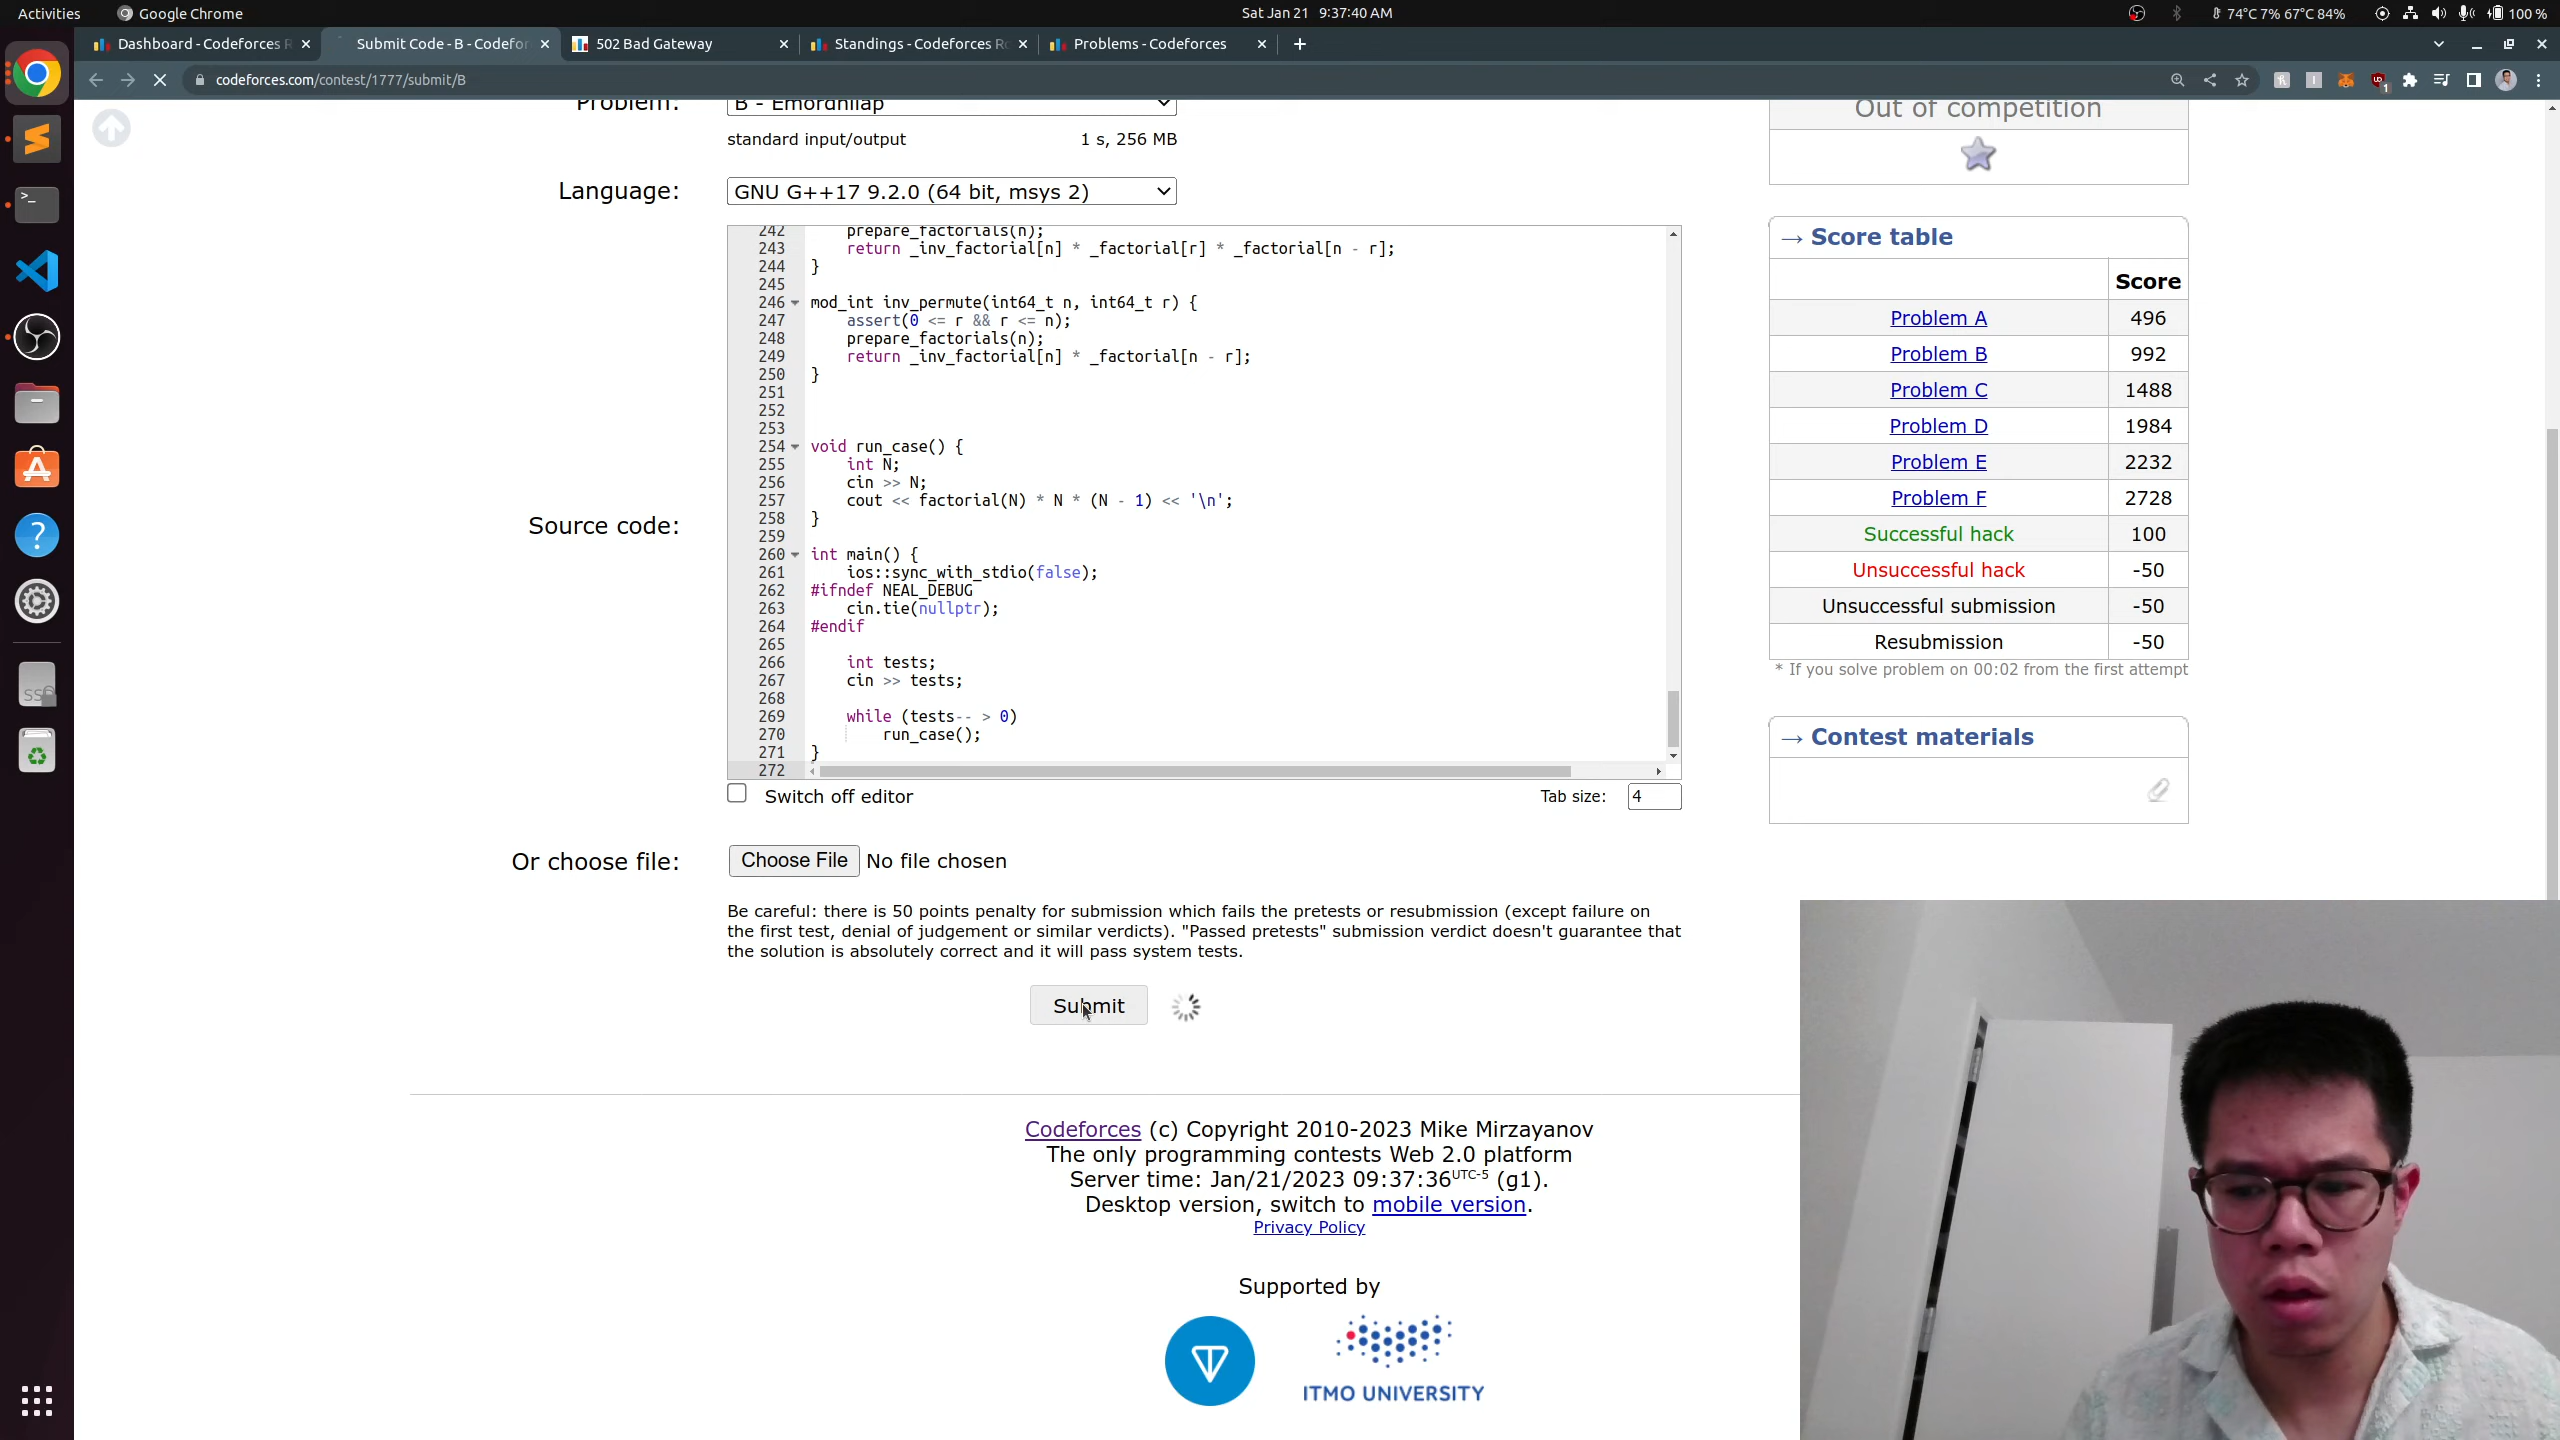 Activities
Google Chrome
Sat Jan 21 9:37:40 AM
74°C 7% 67°C 84%
100 %
Dashboard - Codeforces R
Submit Code - B - Codefor
502 Bad Gateway
Standings - Codeforces Ro
Problems - Codeforces
codeforces.com/contest/1777/submit/B
Problem:
B - Emordnilap
Out of competition
standard input/output
1 s, 256 MB
Language:
GNU G++17 9.2.0 (64 bit, msys 2)
Source code:
242 prepare_factorials(n);
243 return _inv_factorial[n] * _factorial[r] * _factorial[n - r];
244 }
245
246 mod_int inv_permute(int64_t n, int64_t r) {
247 assert(0 <= r && r <= n);
248 prepare_factorials(n);
249 return _inv_factorial[n] * _factorial[n - r];
250 }
251
252
253
254 void run_case() {
255 int N;
256 cin >> N;
257 cout << factorial(N) * N * (N - 1) << '\n';
258 }
259
260 int main() {
261 ios::sync_with_stdio(false);
262 #ifndef NEAL_DEBUG
263 cin.tie(nullptr);
264 #endif
265
266 int tests;
267 cin >> tests;
268
269 while (tests-- > 0)
270 run_case();
271 }
272
→ Score table
Score
Problem A 496
Problem B 992
Problem C 1488
Problem D 1984
Problem E 2232
Problem F 2728
Successful hack 100
Unsuccessful hack -50
Unsuccessful submission -50
Resubmission -50
* If you solve problem on 00:02 from the first attempt
→ Contest materials
Switch off editor
Tab size: 4
Or choose file:
Choose File No file chosen
Be careful: there is 50 points penalty for submission which fails the pretests or resubmission (except failure on
the first test, denial of judgement or similar verdicts). "Passed pretests" submission verdict doesn't guarantee that
the solution is absolutely correct and it will pass system tests.
Submit
Codeforces (c) Copyright 2010-2023 Mike Mirzayanov
The only programming contests Web 2.0 platform
Server time: Jan/21/2023 09:37:36 UTC-5 (g1).
Desktop version, switch to mobile version.
Privacy Policy
Supported by
ITMO UNIVERSITY